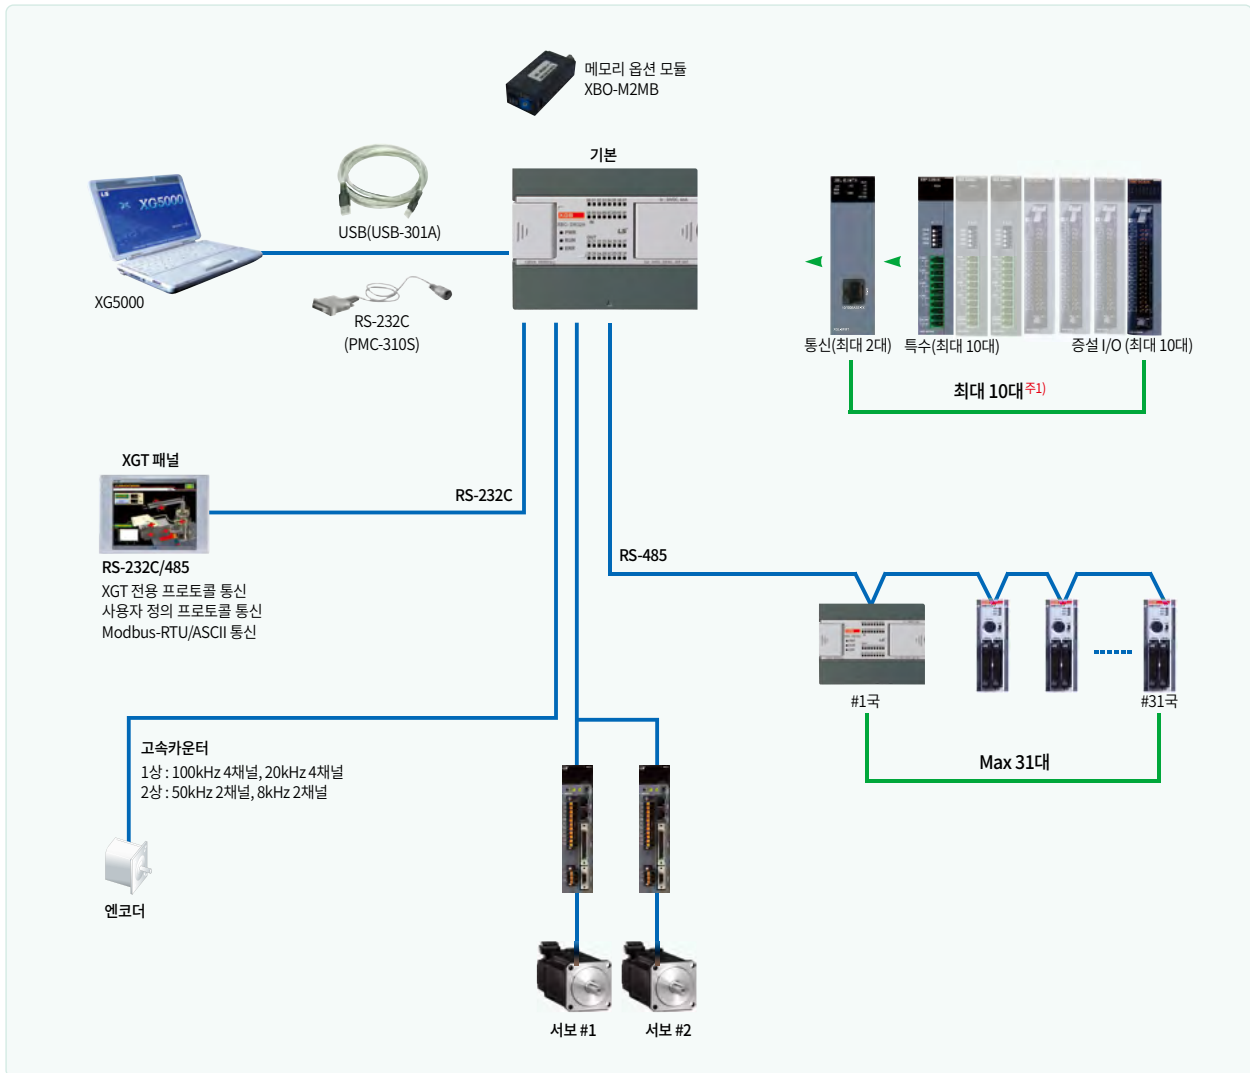 메모리 옵션 모듈
XBO-M2MB
기본
XG5000
USB(USB-301A)
XG5000
RS-232C
(PMC-310S)
통신(최대 2대)
특수(최대 10대)
증설 I/O (최대 10대)
최대 10대주1)
XGT 패널
RS-232C
RS-232C/485
XGT 전용 프로토콜 통신
사용자 정의 프로토콜 통신
Modbus-RTU/ASCII 통신
RS-485
#1국
#31국
Max 31대
고속카운터
1상 : 100kHz 4채널, 20kHz 4채널
2상 : 50kHz 2채널, 8kHz 2채널
엔코더
서보 #1
서보 #2